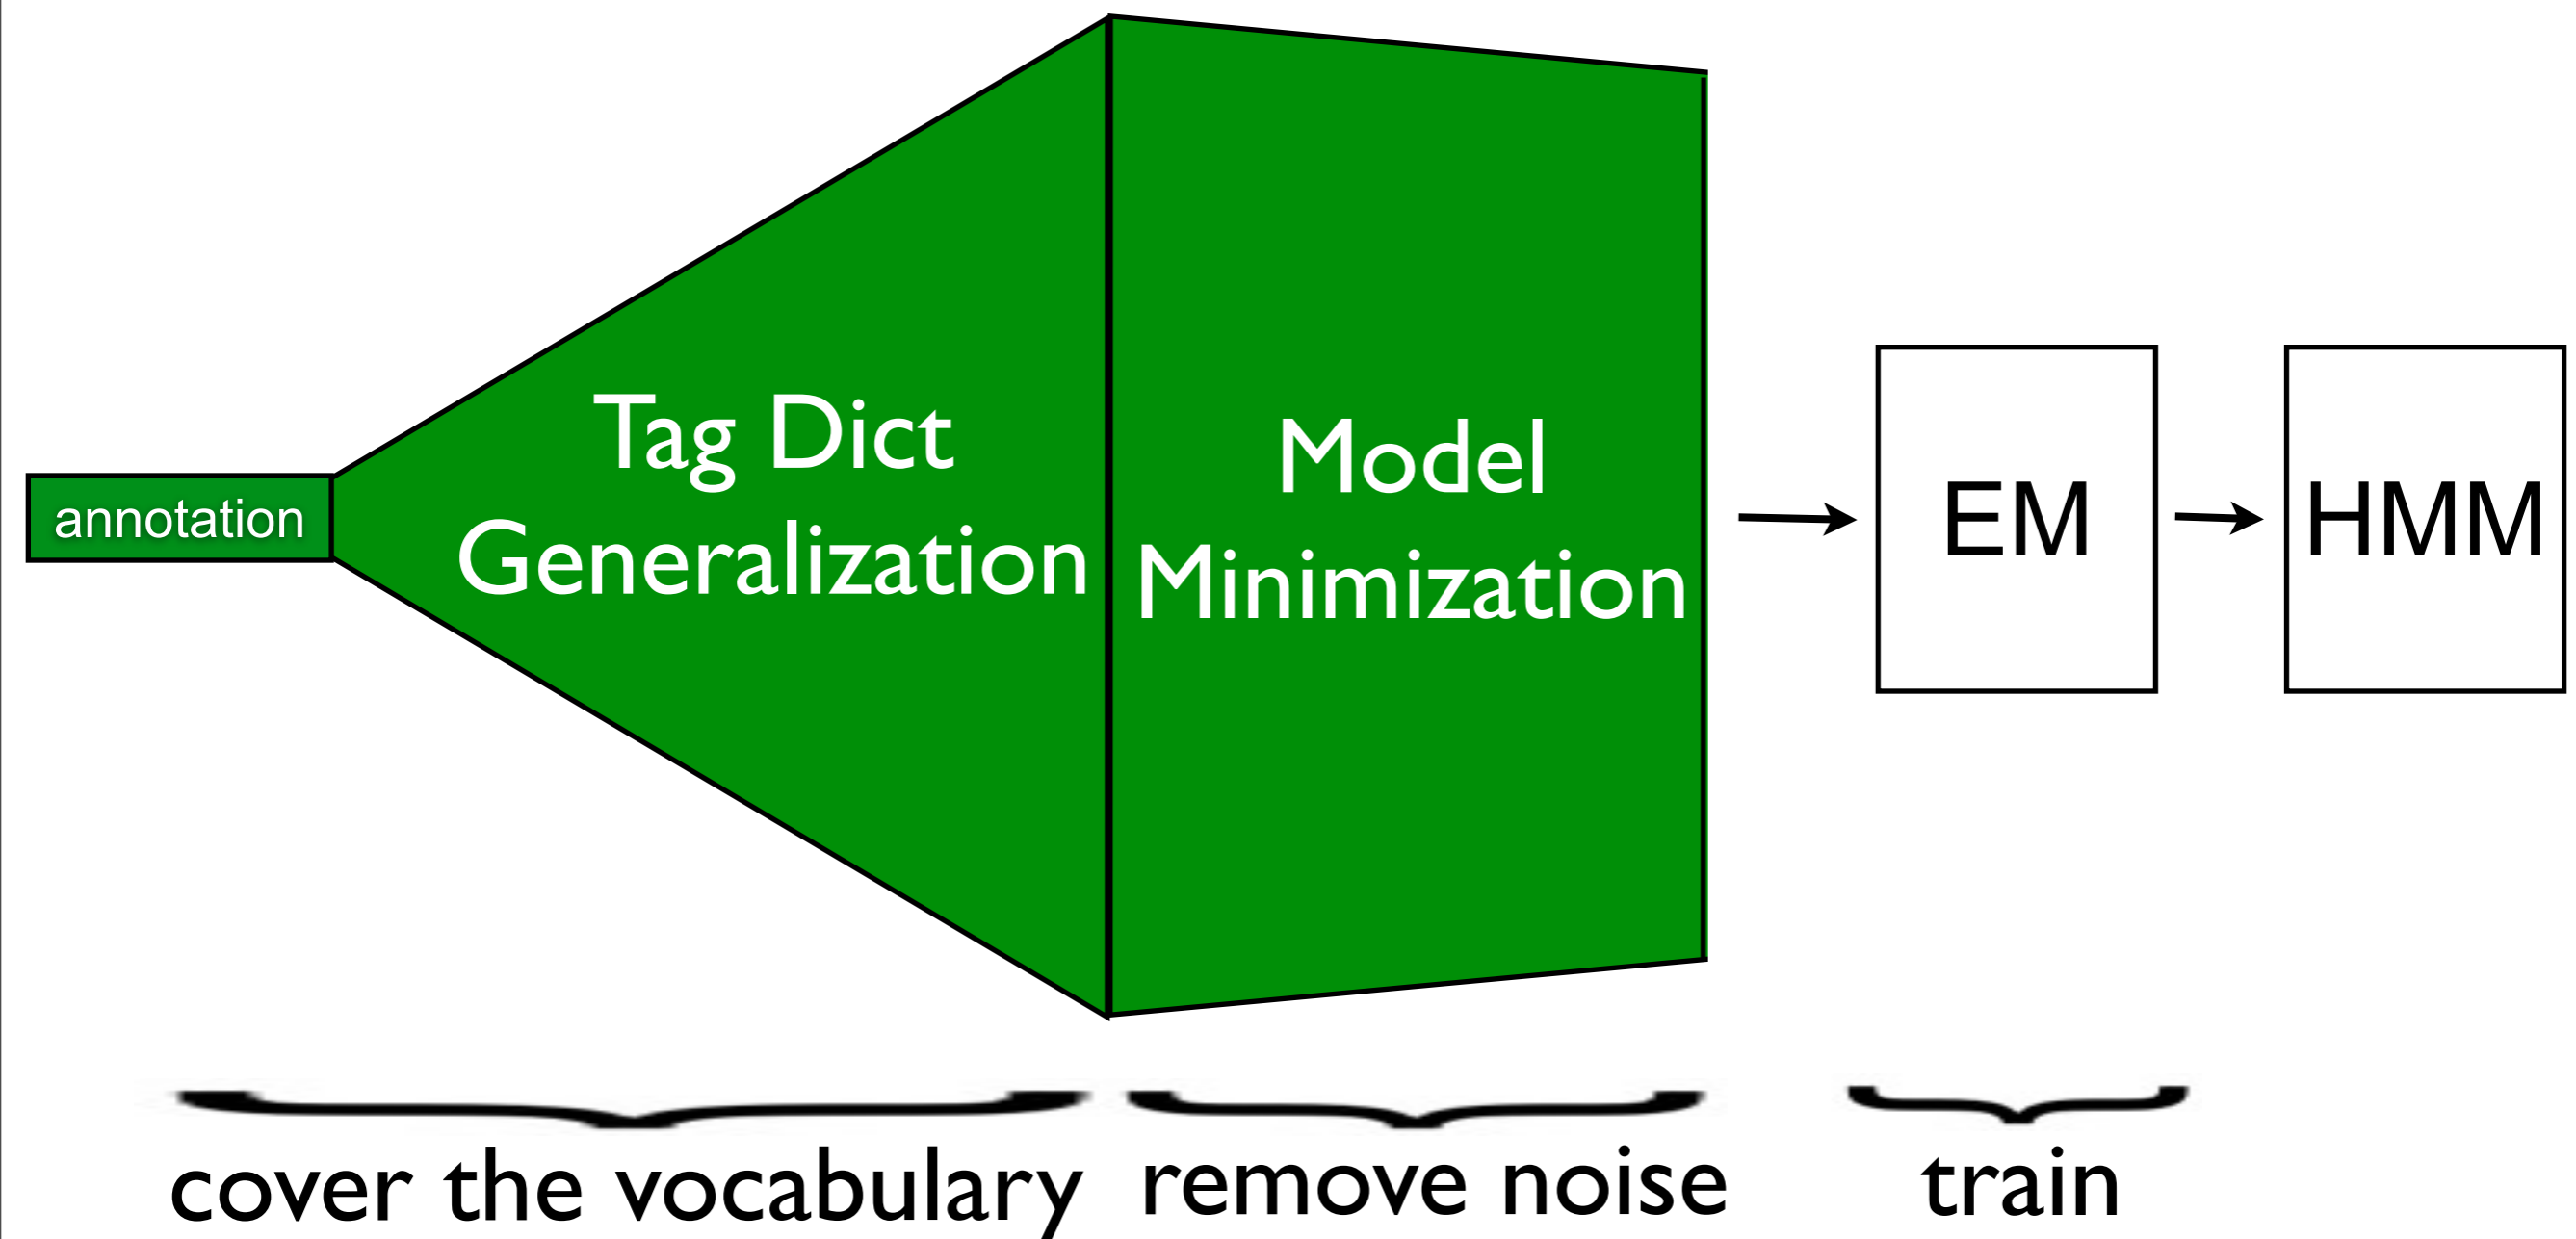 annotation
Tag Dict
Generalization
Model
Minimization
EM
HMM
cover the vocabulary
remove noise
train